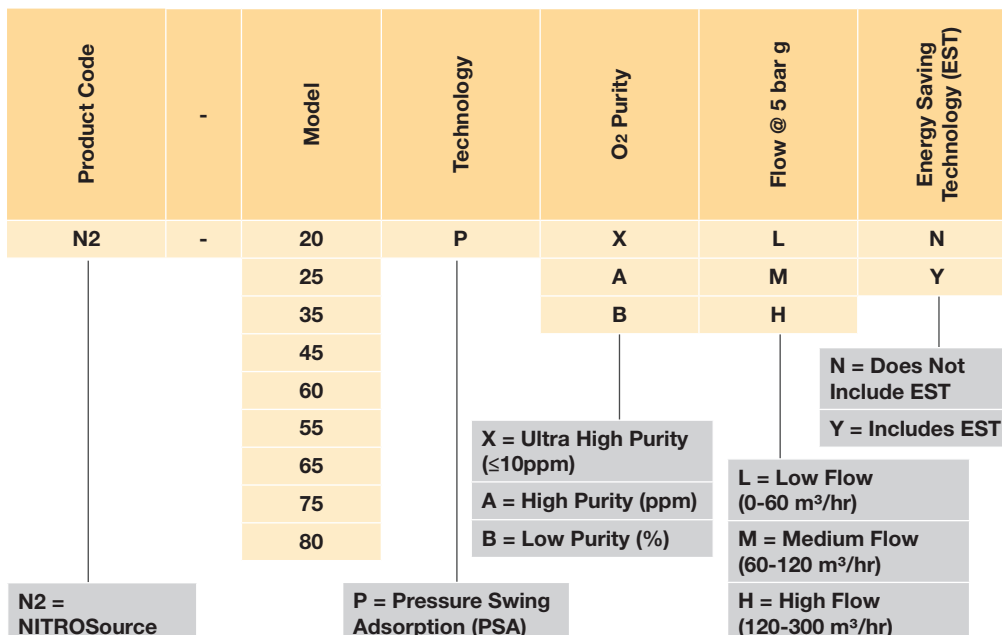 Product Code
-
Model
Technology
O2 Purity
Flow @ 5 bar g
Energy Saving
Technology (EST)
N2 - 20 P X L N
25 A M Y
35 B H
45
60
55
65
75
80
N = Does Not
Include EST
Y = Includes EST
X = Ultra High Purity
(≤10ppm)
A = High Purity (ppm)
B = Low Purity (%)
L = Low Flow
(0-60 m³/hr)
M = Medium Flow
(60-120 m³/hr)
H = High Flow
(120-300 m³/hr)
N2 =
NITROSource
P = Pressure Swing
Adsorption (PSA)